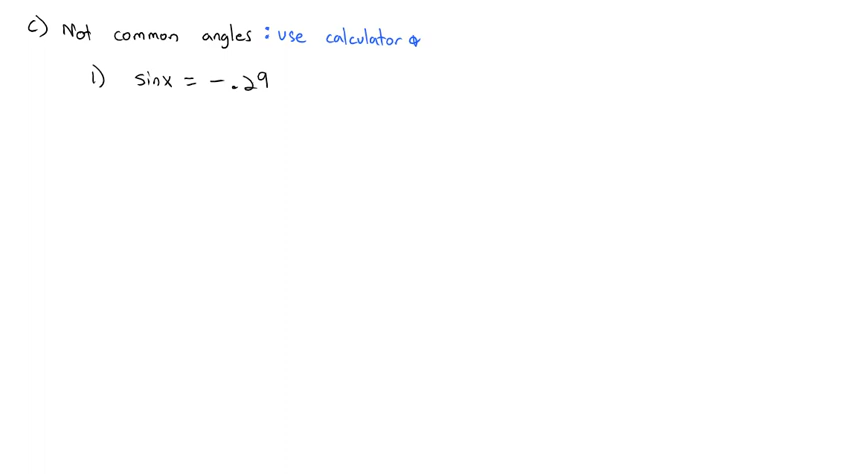 c) Not common angles : use calculator &
1) sinx = -.29